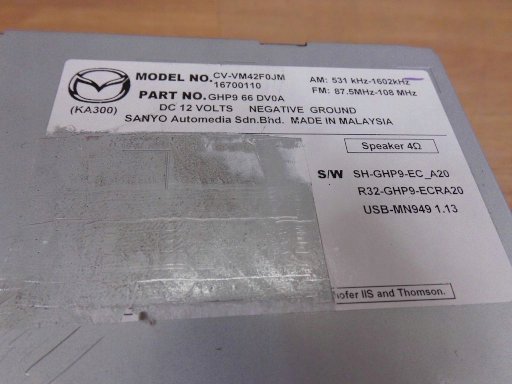 MODEL NO. CV-VM42F0JM AM: 531 kHz-1602kHz
16700110 FM: 87.5MHz-108 MHz
PART NO. GHP9 66 DV0A
(KA300) DC 12 VOLTS NEGATIVE GROUND
SANYO Automedia Sdn.Bhd. MADE IN MALAYSIA
Speaker 4Ω
S/W SH-GHP9-EC_A20
R32-GHP9-ECRA20
USB-MN949 1.13
hofer IIS and Thomson.